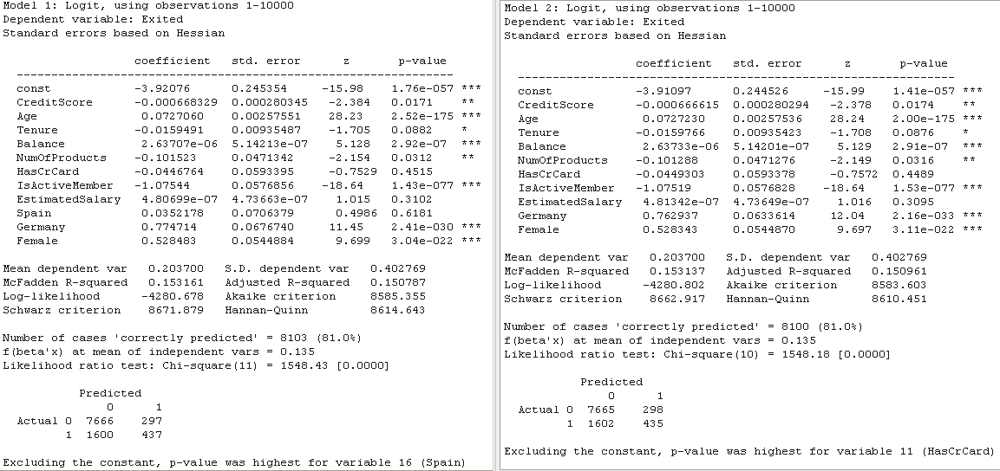 Model 1: Logit, using observations 1-10000
Dependent variable: Exited
Standard errors based on Hessian
coefficient std. error z p-value
---------------------------------------------------------------
const -3.92076 0.245354 -15.98 1.76e-057 ***
CreditScore -0.000668329 0.000280345 -2.384 0.0171 **
Age 0.0727060 0.00257551 28.23 2.52e-175 ***
Tenure -0.0159491 0.00935487 -1.705 0.0882 *
Balance 2.63707e-06 5.14213e-07 5.128 2.92e-07 ***
NumOfProducts -0.101523 0.0471342 -2.154 0.0312 **
HasCrCard -0.0446764 0.0593395 -0.7529 0.4515
IsActiveMember -1.07544 0.0576856 -18.64 1.43e-077 ***
EstimatedSalary 4.80699e-07 4.73663e-07 1.015 0.3102
Spain 0.0352178 0.0706379 0.4986 0.6181
Germany 0.774714 0.0676740 11.45 2.41e-030 ***
Female 0.528483 0.0544884 9.699 3.04e-022 ***
Mean dependent var 0.203700 S.D. dependent var 0.402769
McFadden R-squared 0.153161 Adjusted R-squared 0.150787
Log-likelihood -4280.678 Akaike criterion 8585.355
Schwarz criterion 8671.879 Hannan-Quinn 8614.643
Number of cases 'correctly predicted' = 8103 (81.0%)
f(beta'x) at mean of independent vars = 0.135
Likelihood ratio test: Chi-square(11) = 1548.43 [0.0000]
Predicted
0 1
Actual 0 7666 297
1 1600 437
Excluding the constant, p-value was highest for variable 16 (Spain)
Model 2: Logit, using observations 1-10000
Dependent variable: Exited
Standard errors based on Hessian
coefficient std. error z p-value
---------------------------------------------------------------
const -3.91097 0.244526 -15.99 1.41e-057 ***
CreditScore -0.000666615 0.000280294 -2.378 0.0174 **
Age 0.0727230 0.00257536 28.24 2.00e-175 ***
Tenure -0.0159766 0.00935423 -1.708 0.0876 *
Balance 2.63733e-06 5.14201e-07 5.129 2.91e-07 ***
NumOfProducts -0.101288 0.0471276 -2.149 0.0316 **
HasCrCard -0.0449303 0.0593378 -0.7572 0.4489
IsActiveMember -1.07519 0.0576828 -18.64 1.53e-077 ***
EstimatedSalary 4.81342e-07 4.73649e-07 1.016 0.3095
Germany 0.762937 0.0633614 12.04 2.16e-033 ***
Female 0.528343 0.0544870 9.697 3.11e-022 ***
Mean dependent var 0.203700 S.D. dependent var 0.402769
McFadden R-squared 0.153137 Adjusted R-squared 0.150961
Log-likelihood -4280.802 Akaike criterion 8583.603
Schwarz criterion 8662.917 Hannan-Quinn 8610.451
Number of cases 'correctly predicted' = 8100 (81.0%)
f(beta'x) at mean of independent vars = 0.135
Likelihood ratio test: Chi-square(10) = 1548.18 [0.0000]
Predicted
0 1
Actual 0 7665 298
1 1602 435
Excluding the constant, p-value was highest for variable 11 (HasCrCard)